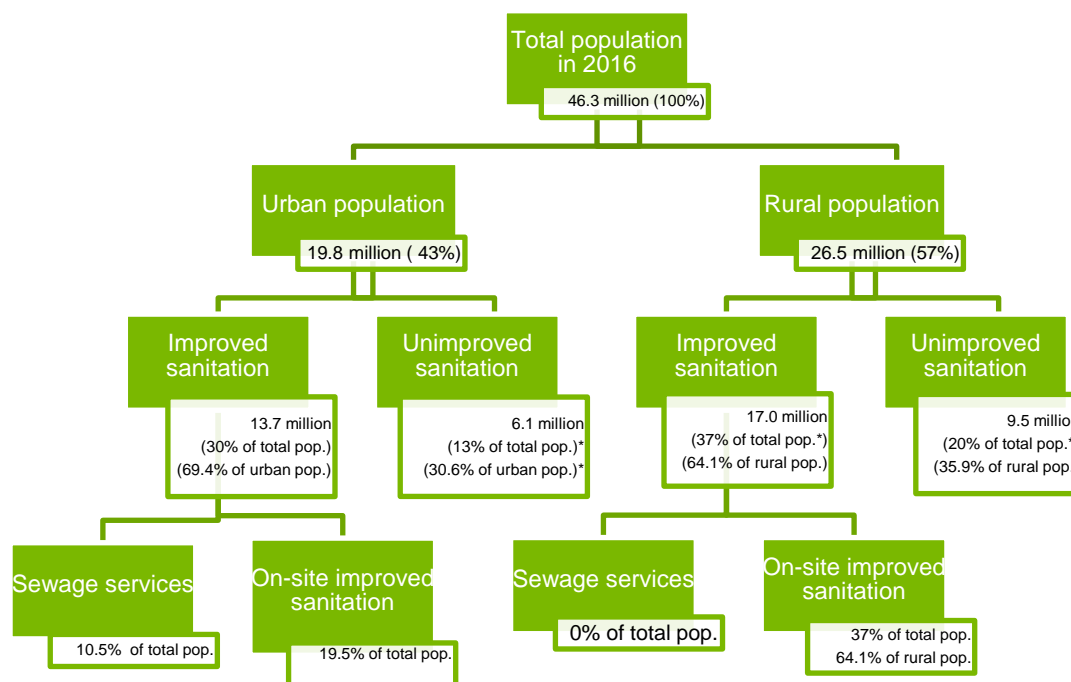 Total population
in 2016
46.3 million (100%)
Urban population
19.8 million ( 43%)
Rural population
26.5 million (57%)
Improved
sanitation
13.7 million
(30% of total pop.)
(69.4% of urban pop.)
Unimproved
sanitation
6.1 million
(13% of total pop.)*
(30.6% of urban pop.)*
Improved
sanitation
17.0 million
(37% of total pop.*)
(64.1% of rural pop.)
Unimproved
sanitation
9.5 million
(20% of total pop.*
(35.9% of rural pop.
Sewage services
10.5% of total pop.
On-site improved
sanitation
19.5% of total pop.
Sewage services
0% of total pop.
On-site improved
sanitation
37% of total pop.
64.1% of rural pop.